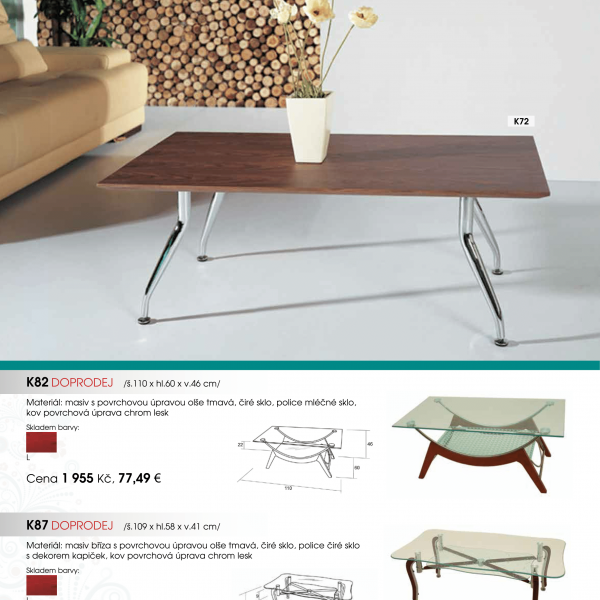 K72
K82 DOPRODEJ /š.110 x hl.60 x v.46 cm/
Materiál: masiv s povrchovou úpravou olše tmavá, čiré sklo, police mléčné sklo,
kov povrchová úprava chrom lesk
Skladem barvy:
L
22
46
60
110
Cena 1 955 Kč, 77,49 €
K87 DOPRODEJ /š.109 x hl.58 x v.41 cm/
Materiál: masiv bříza s povrchovou úpravou olše tmavá, čiré sklo, police čiré sklo
s dekorem kapiček, kov povrchová úprava chrom lesk
Skladem barvy: